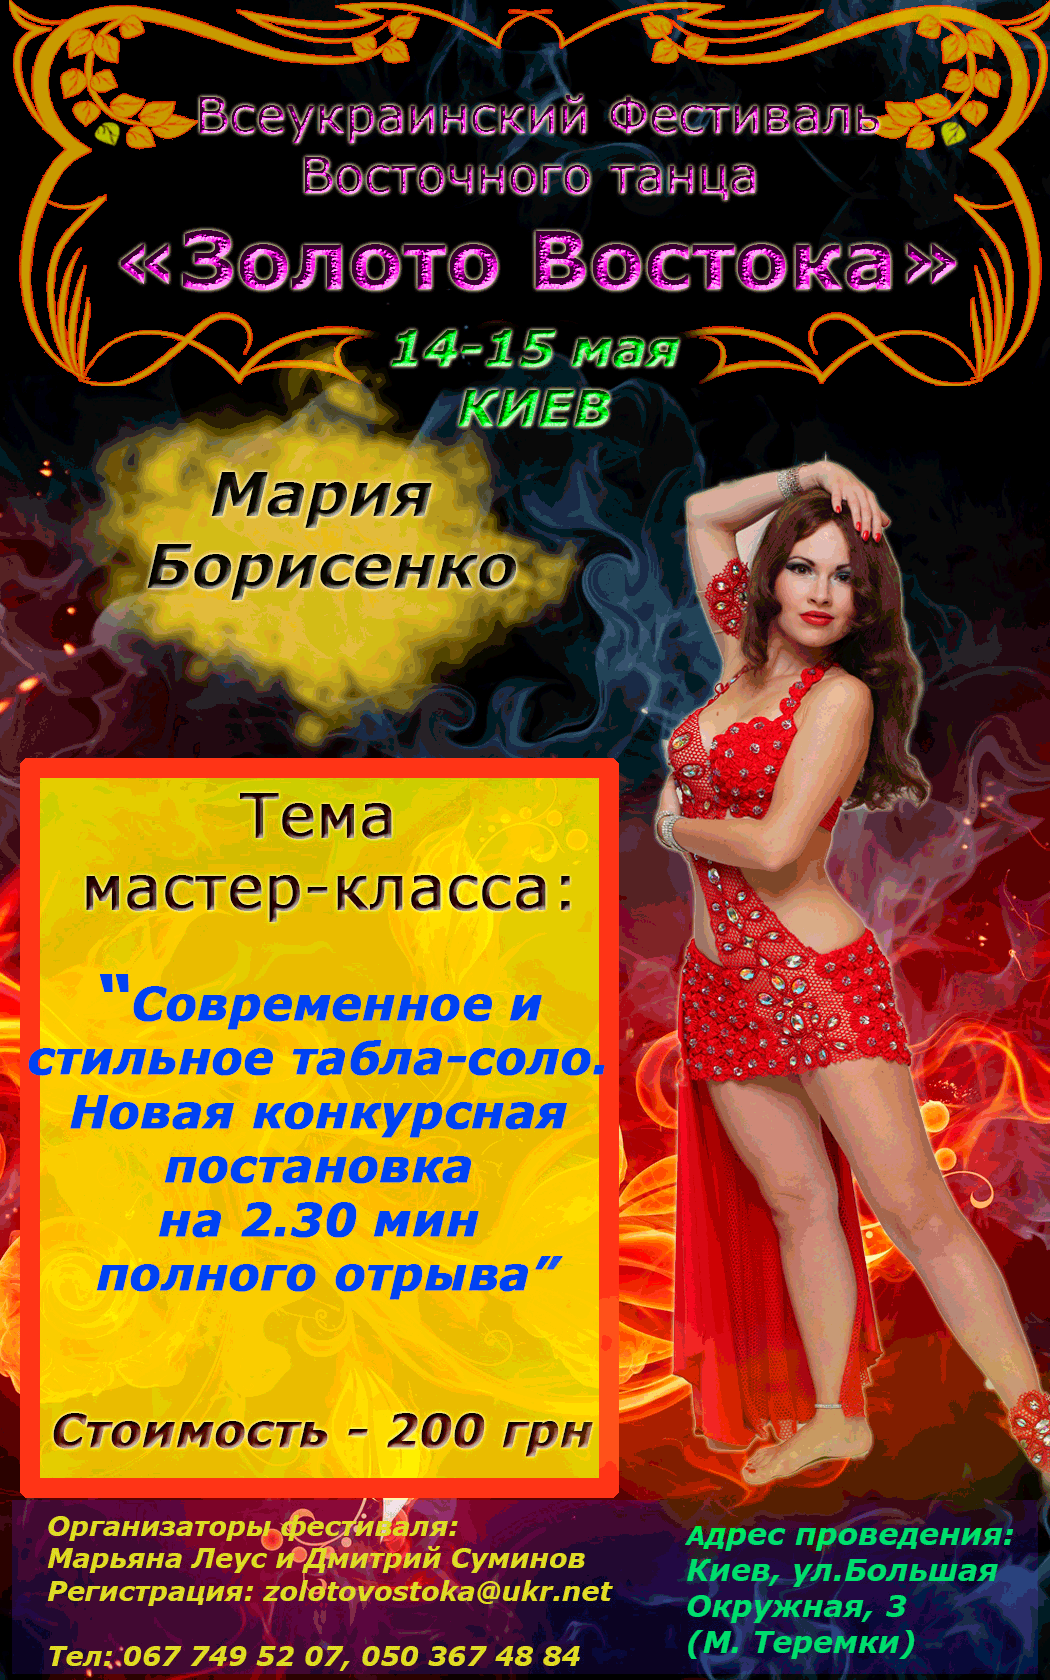 Всеукраинский Фестиваль
Восточного танца
«Золото Востока»
14-15 мая
КИЕВ
Мария
Борисенко
Тема
мастер-класса:
“Современное и
стильное табла-соло.
Новая конкурсная
постановка
на 2.30 мин
полного отрыва”
Стоимость - 200 грн
Организаторы фестиваля:
Марьяна Леус и Дмитрий Суминов
Регистрация: zolotovostoka@ukr.net
Тел: 067 749 52 07, 050 367 48 84
Адрес проведения:
Киев, ул.Большая
Окружная, 3
(М. Теремки)